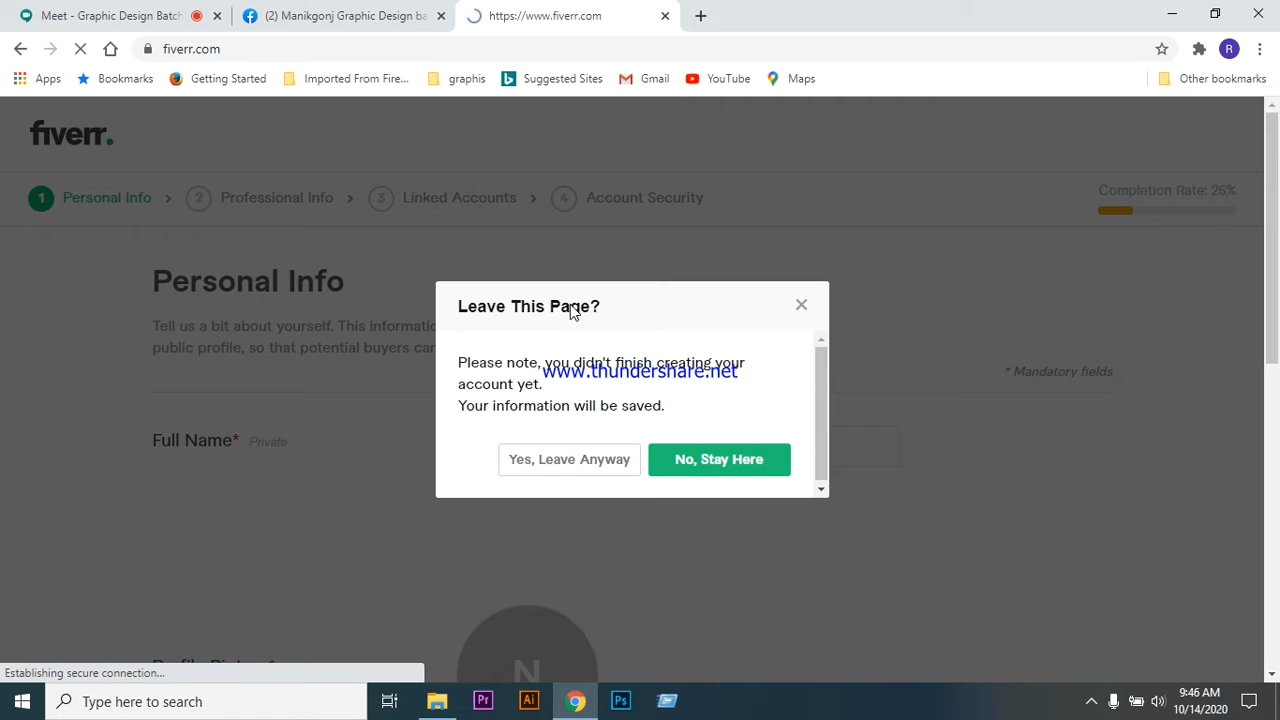 Meet - Graphic Design Batch
(2) Manikgonj Graphic Design ba
https://www.fiverr.com
fiverr.com
R
Apps
Bookmarks
Getting Started
Imported From Fire...
graphis
Suggested Sites
Gmail
YouTube
Maps
Other bookmarks
fiverr.
1 Personal Info
2 Professional Info
3 Linked Accounts
4 Account Security
Completion Rate: 25%
Personal Info
Tell us a bit about yourself. This information
public profile, so that potential buyers can
* Mandatory fields
Full Name* Private
Leave This Page?
Please note, you didn't finish creating your
account yet.
Your information will be saved.
www.thundershare.net
Yes, Leave Anyway
No, Stay Here
N
Establishing secure connection...
Type here to search
Pr
Ai
Ps
9:46 AM
10/14/2020